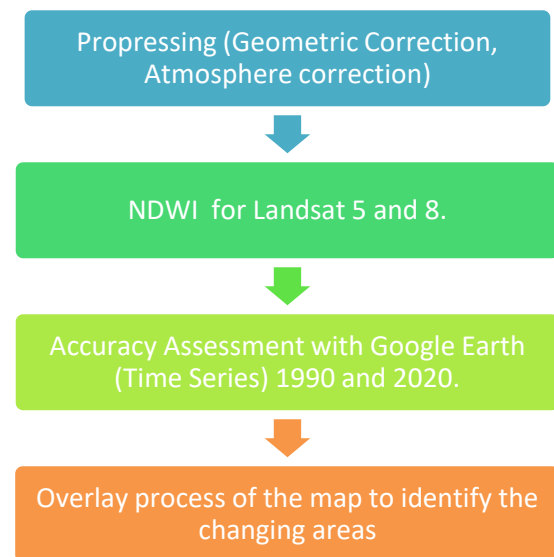 Propressing (Geometric Correction,
Atmosphere correction)
NDWI for Landsat 5 and 8.
Accuracy Assessment with Google Earth
(Time Series) 1990 and 2020.
Overlay process of the map to identify the
changing areas